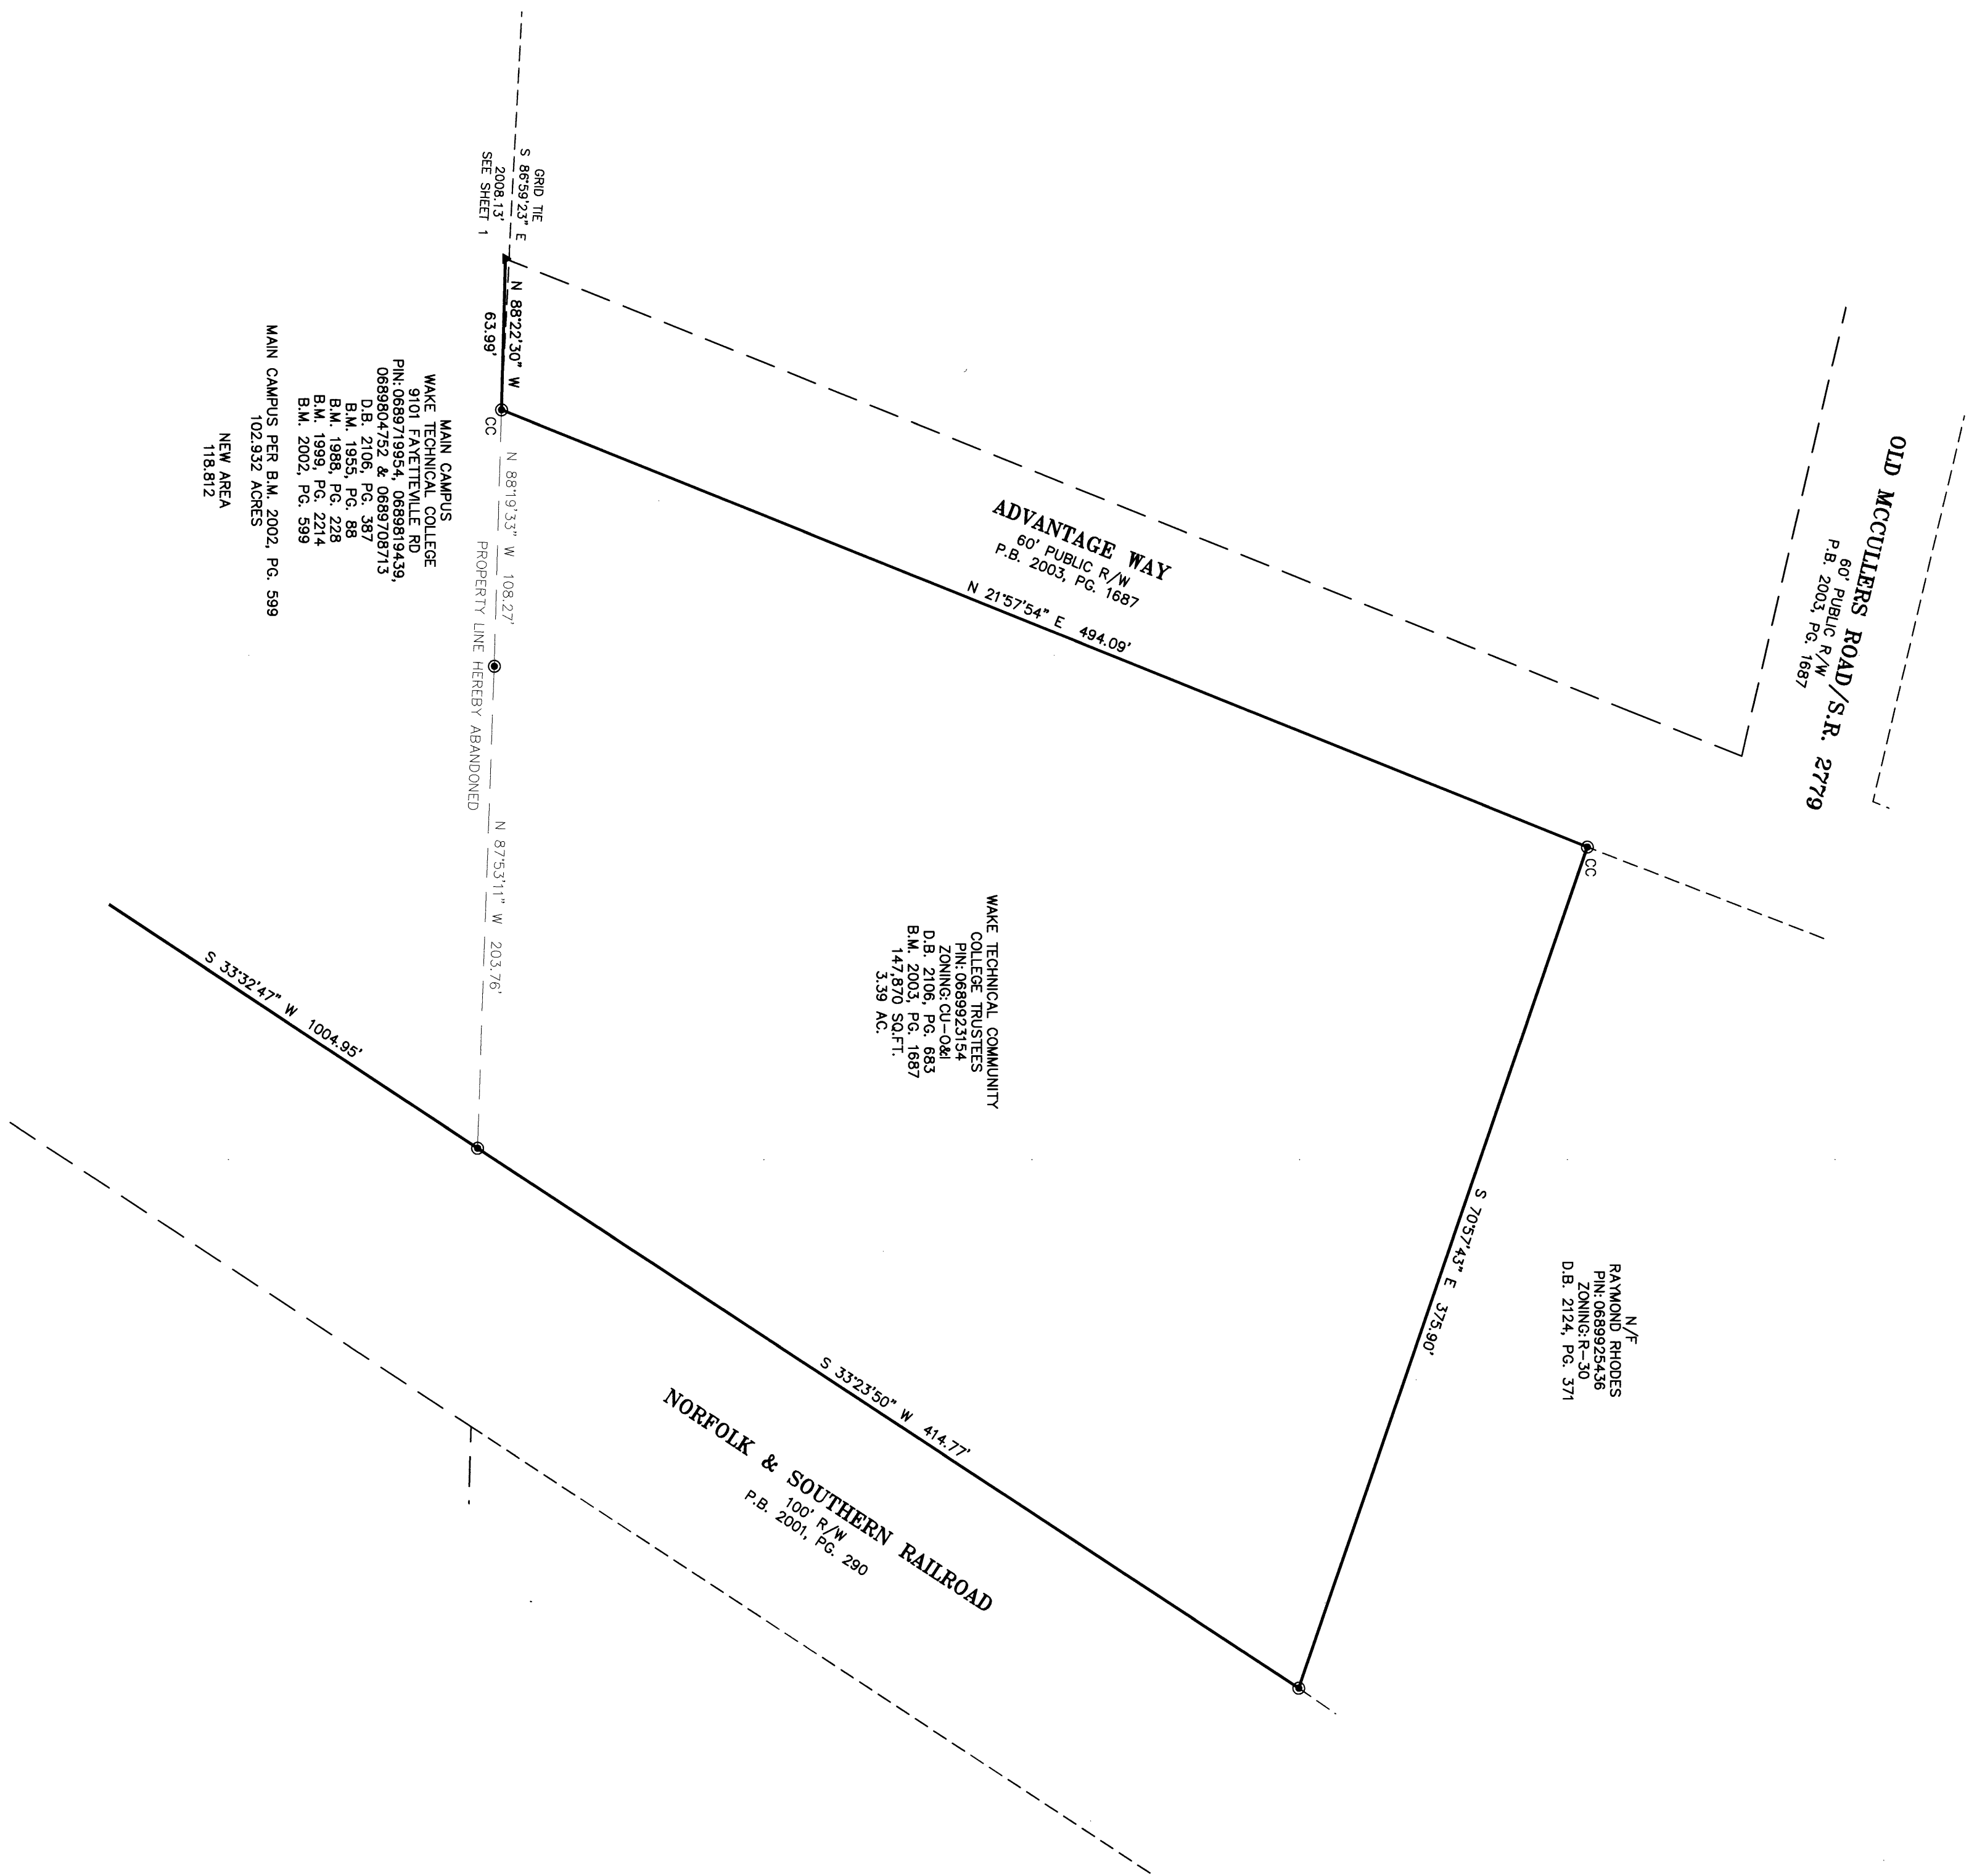 OLD MCCULLERS ROAD/S.R. 2779
60' PUBLIC R/W
P.B. 2003, PG. 1687
GRID TIE
S 86°59'23" E
2008.13'
SEE SHEET 1
N 88°22'30" W
63.99'
CC
ADVANTAGE WAY
60' PUBLIC R/W
P.B. 2003, PG. 1687
N 21°57'54" E 494.09'
CC
N/F
RAYMOND RHODES
PIN:0689925436
ZONING:R-30
D.B. 2124, PG. 371
S 70°57'43" E 375.90'
WAKE TECHNICAL COMMUNITY
COLLEGE TRUSTEES
PIN:0689923154
ZONING:CU-O&I
D.B. 2106, PG. 683
B.M. 2003, PG. 1687
147,870 SQ.FT.
3.39 AC.
N 88°19'33" W 108.27'
N 87°53'11" W 203.76'
PROPERTY LINE HEREBY ABANDONED
MAIN CAMPUS
WAKE TECHNICAL COLLEGE
9101 FAYETTEVILLE RD
PIN:0689719954, 0689819439,
0689804752 & 0689708713
D.B. 2106, PG. 387
B.M. 1955, PG. 88
B.M. 1988, PG. 228
B.M. 1999, PG. 2214
B.M. 2002, PG. 599
MAIN CAMPUS PER B.M. 2002, PG. 599
102.932 ACRES
NEW AREA
118.812
S 33°32'47" W 1004.95'
S 33°23'50" W 414.77'
NORFOLK & SOUTHERN RAILROAD
100' R/W
P.B. 2001, PG. 290